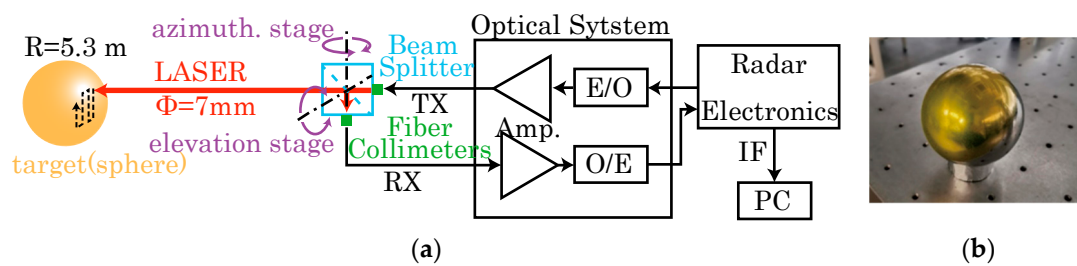 R=5.3 m
target(sphere)
LASER
Φ=7mm
azimuth. stage
elevation stage
Beam
Splitter
Fiber
Collimeters
TX
RX
Optical Sytstem
E/O
Amp.
O/E
Radar
Electronics
IF
PC
(a)
(b)